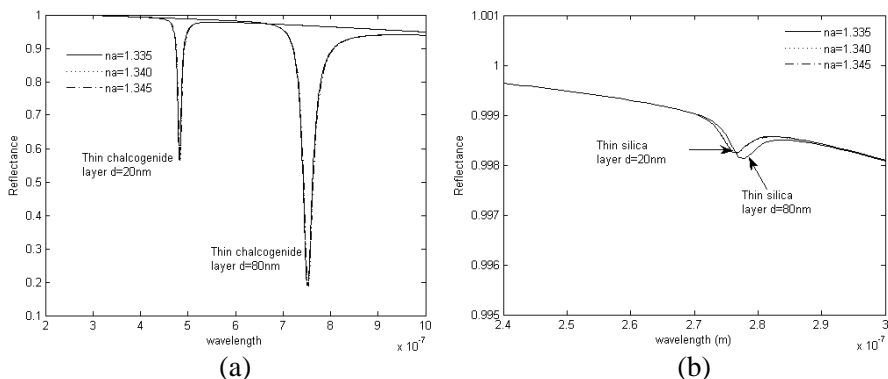 1
0.9
0.8
0.7
0.6
0.5
0.4
0.3
0.2
0.1
Reflectance
na=1.335
na=1.340
na=1.345
Thin chalcogenide
layer d=20nm
Thin chalcogenide
layer d=80nm
2 3 4 5 6 7 8 9 10
wavelength
x 10-7
(a)
1.001
1
0.999
0.998
0.997
0.996
0.995
Reflectance
na=1.335
na=1.340
na=1.345
Thin silica
layer d=20nm
Thin silica
layer d=80nm
2.4 2.5 2.6 2.7 2.8 2.9 3
wavelength (m)
x 10-7
(b)